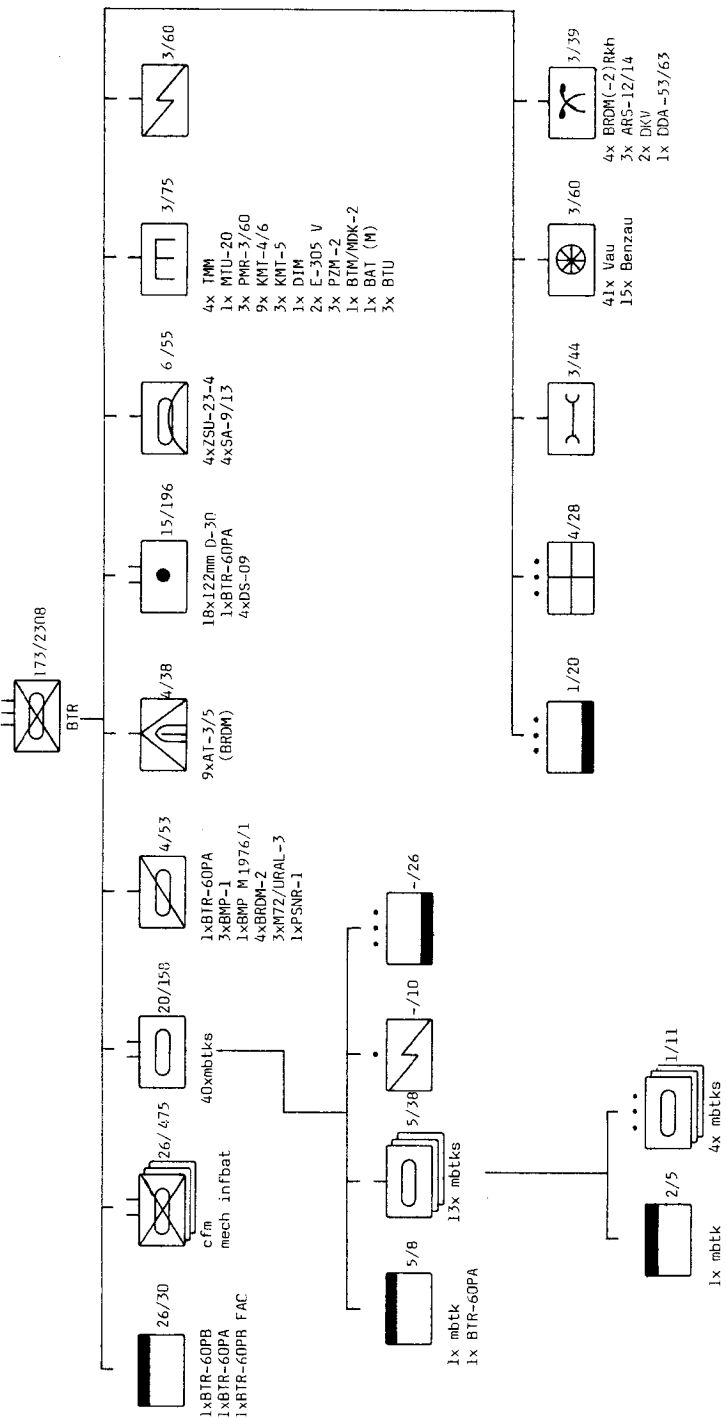 173/2308
BTR
26/30
1xBTR-60PB
1xBTR-60PA
1xBTR-60PB FAC
26/475
cfm
mech infbat
20/158
40xmbtks
4/53
1xBTR-60PA
3xBMP-1
1xBMP M1976/1
4xBRDM-2
3xM72/URAL-3
1xPSNR-1
4/38
9xAT-3/5
(BRDM)
15/196
18x122mm D-30
1xBTR-60PA
4xDS-09
6/55
4xZSU-23-4
4xSA-9/13
3/75
4x TMM
1x MTU-20
3x PMR-3/60
9x KMT-4/6
3x KMT-5
1x DIM
2x E-305 V
3x PZM-2
1x BTM/MDK-2
1x BAT (M)
3x BTU
3/60
5/8
1x mbtk
1x BTR-60PA
5/38
13x mbtks
-/10
-/26
2/5
1x mbtk
1/11
4x mbtks
1/20
4/28
3/44
3/60
41x Vau
15x Benzau
3/39
4x BRDM(-2)Rkh
3x ARS-12/14
2x DKV
1x DDA-53/63